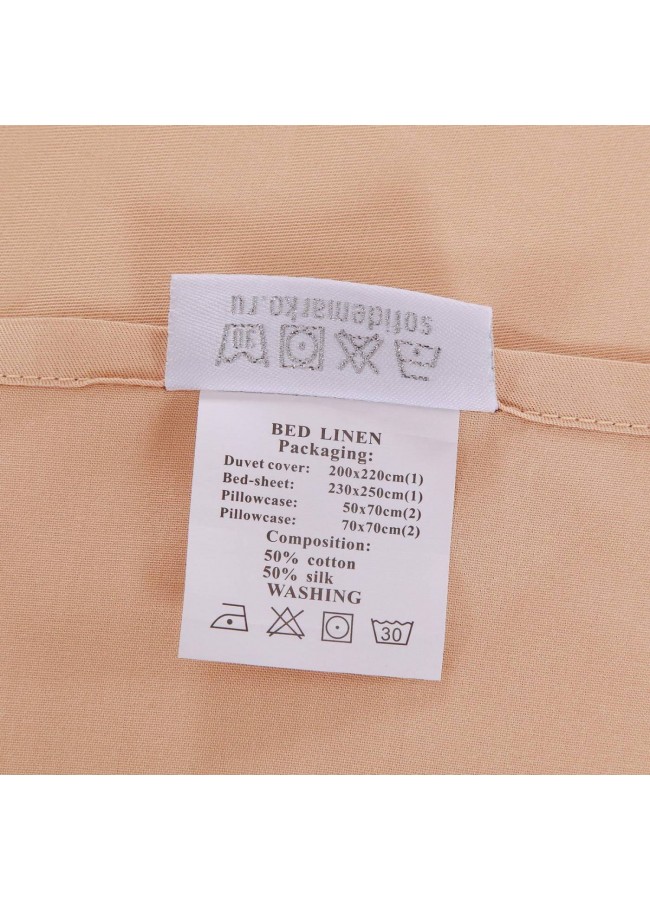 sofidemarko.ru
30
BED LINEN
Packaging:
Duvet cover: 200x220cm(1)
Bed-sheet: 230x250cm(1)
Pillowcase: 50x70cm(2)
Pillowcase: 70x70cm(2)
Composition:
50% cotton
50% silk
WASHING
30